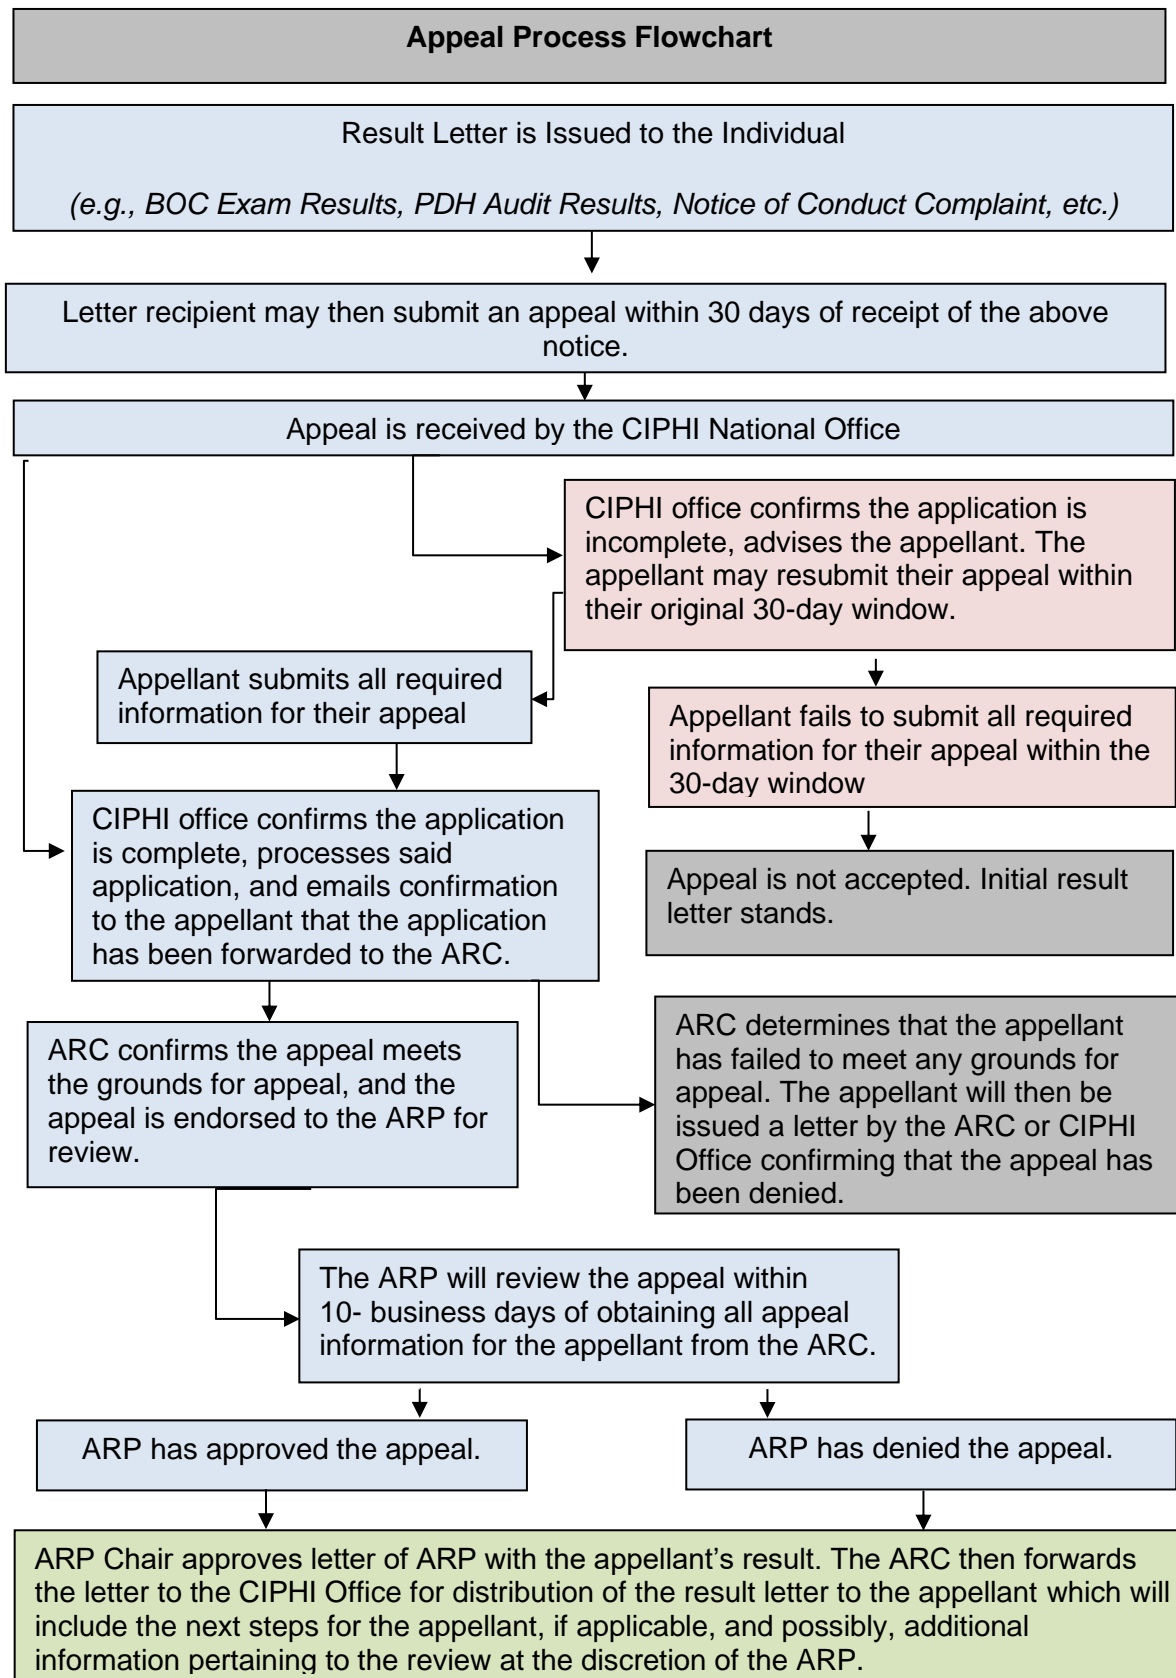 Appeal Process Flowchart
Result Letter is Issued to the Individual
(e.g., BOC Exam Results, PDH Audit Results, Notice of Conduct Complaint, etc.)
Letter recipient may then submit an appeal within 30 days of receipt of the above
notice.
Appeal is received by the CIPHI National Office
CIPHI office confirms the application is
incomplete, advises the appellant. The
appellant may resubmit their appeal within
their original 30-day window.
Appellant submits all required
information for their appeal
Appellant fails to submit all required
information for their appeal within the
30-day window
CIPHI office confirms the application
is complete, processes said
application, and emails confirmation
to the appellant that the application
has been forwarded to the ARC.
Appeal is not accepted. Initial result
letter stands.
ARC confirms the appeal meets
the grounds for appeal, and the
appeal is endorsed to the ARP for
review.
ARC determines that the appellant
has failed to meet any grounds for
appeal. The appellant will then be
issued a letter by the ARC or CIPHI
Office confirming that the appeal has
been denied.
The ARP will review the appeal within
10- business days of obtaining all appeal
information for the appellant from the ARC.
ARP has approved the appeal.
ARP has denied the appeal.
ARP Chair approves letter of ARP with the appellant’s result. The ARC then forwards
the letter to the CIPHI Office for distribution of the result letter to the appellant which will
include the next steps for the appellant, if applicable, and possibly, additional
information pertaining to the review at the discretion of the ARP.